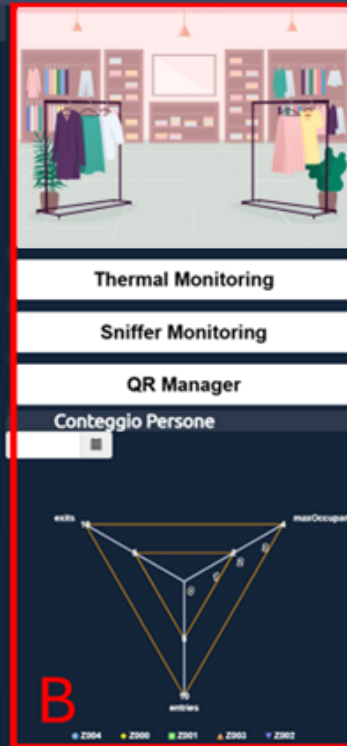 Thermal Monitoring
Sniffer Monitoring
QR Manager
Conteggio Persone
exits
maxOccupan
entries
B
Z004 Z000 Z001 Z003 Z002